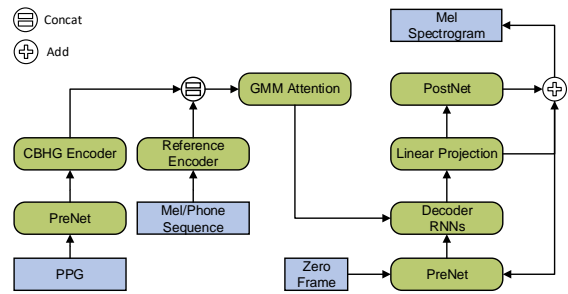 Concat
Add
Mel
Spectrogram
GMM Attention
PostNet
CBHG Encoder
Reference
Encoder
Linear Projection
PreNet
Mel/Phone
Sequence
Decoder
RNNs
PPG
Zero
Frame
PreNet